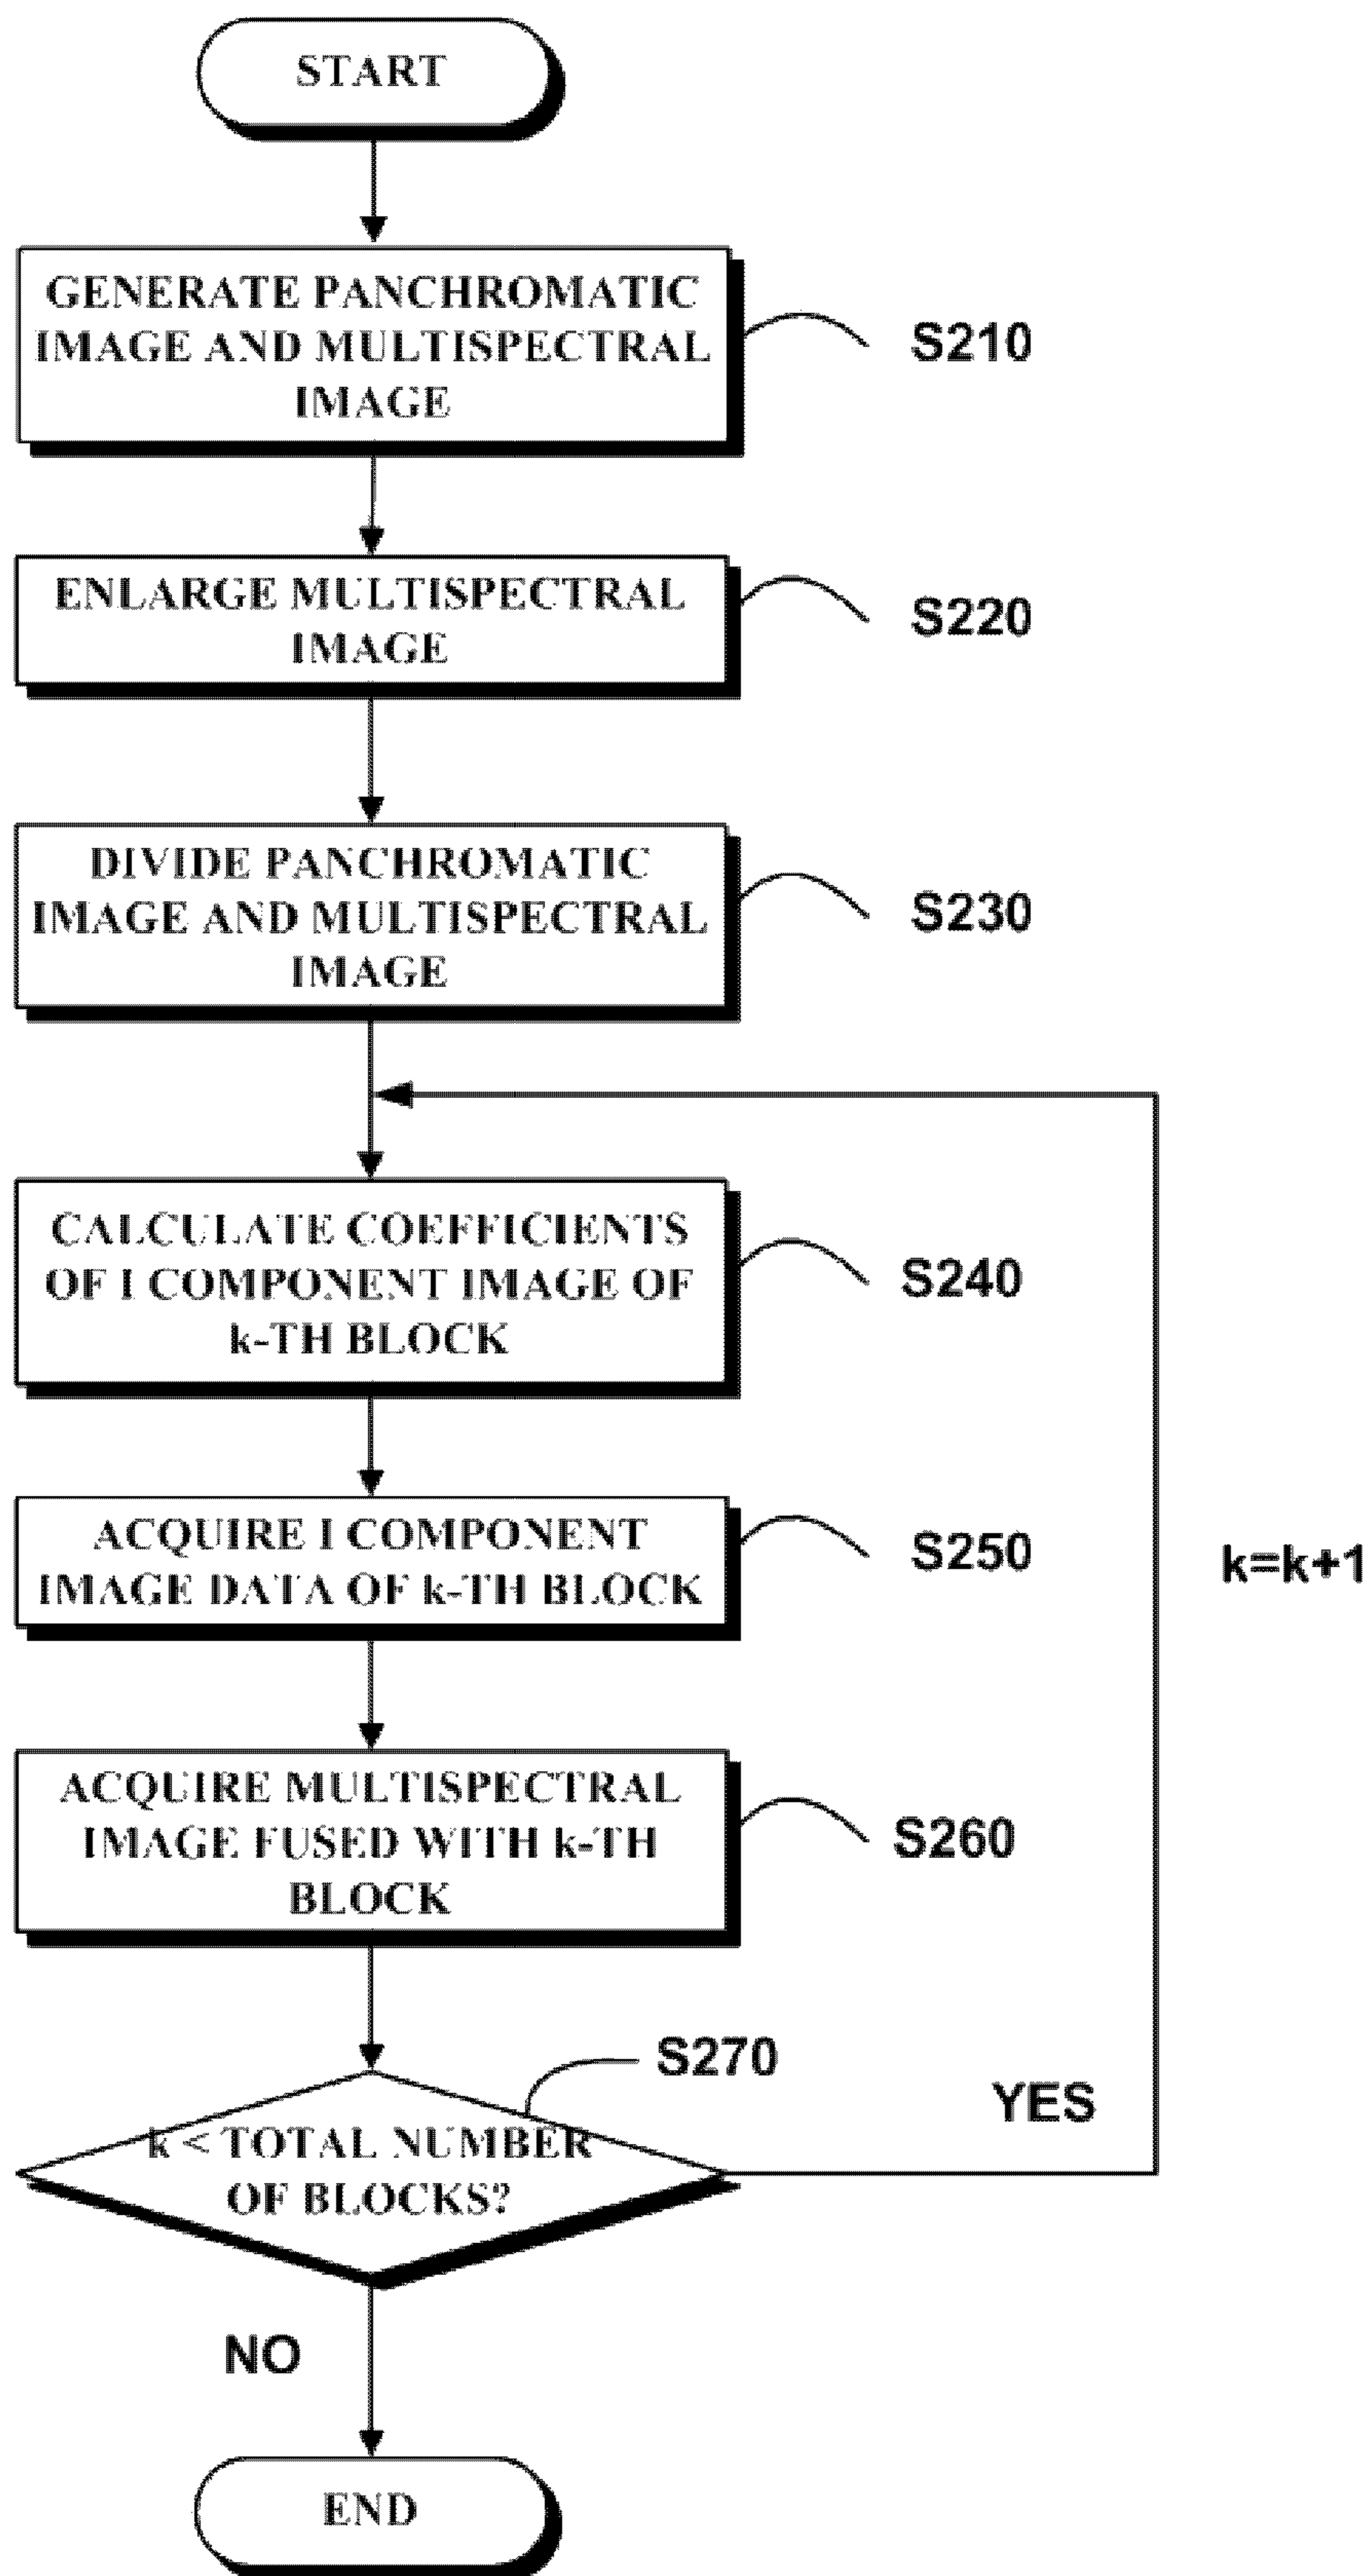 START
GENERATE PANCHROMATIC
IMAGE AND MULTISPECTRAL
IMAGE
S210
ENLARGE MULTISPECTRAL
IMAGE
S220
DIVIDE PANCHROMATIC
IMAGE AND MULTISPECTRAL
IMAGE
S230
CALCULATE COEFFICIENTS
OF I COMPONENT IMAGE OF
k-TH BLOCK
S240
ACQUIRE I COMPONENT
IMAGE DATA OF k-TH BLOCK
S250
k=k+1
ACQUIRE MULTISPECTRAL
IMAGE FUSED WITH k-TH
BLOCK
S260
S270
YES
k < TOTAL NUMBER
OF BLOCKS?
NO
END